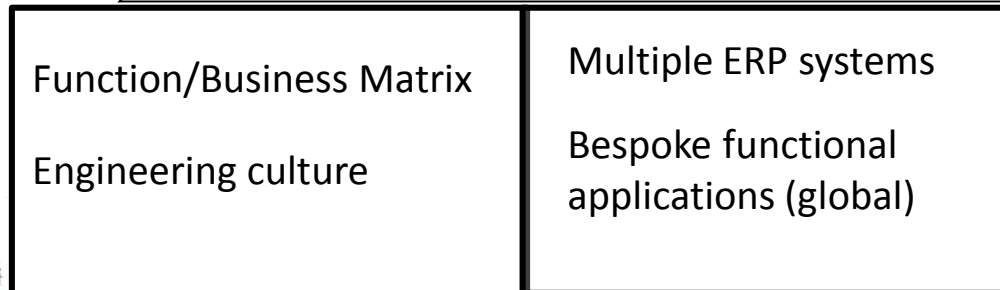 Function/Business Matrix
Engineering culture
Multiple ERP systems
Bespoke functional
applications (global)